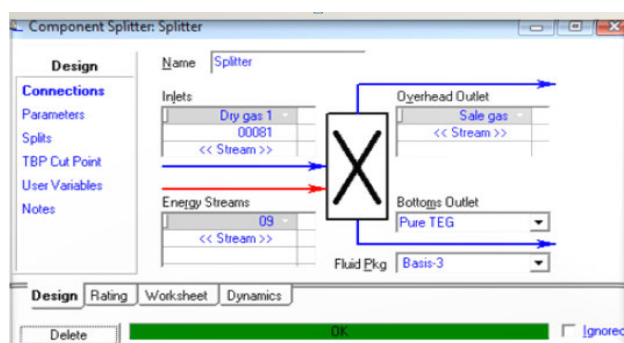 Component Splitter: Splitter
Design
Connections
Parameters
Splits
TBP Cut Point
User Variables
Notes
Name Splitter
Inlets
Dry gas 1
00081
<< Stream >>
Overhead Outlet
Sale gas
<< Stream >>
Energy Streams
09
<< Stream >>
Bottoms Outlet
Pure TEG
Fluid Pkg Basis-3
Design Rating Worksheet Dynamics
Delete OK Ignored